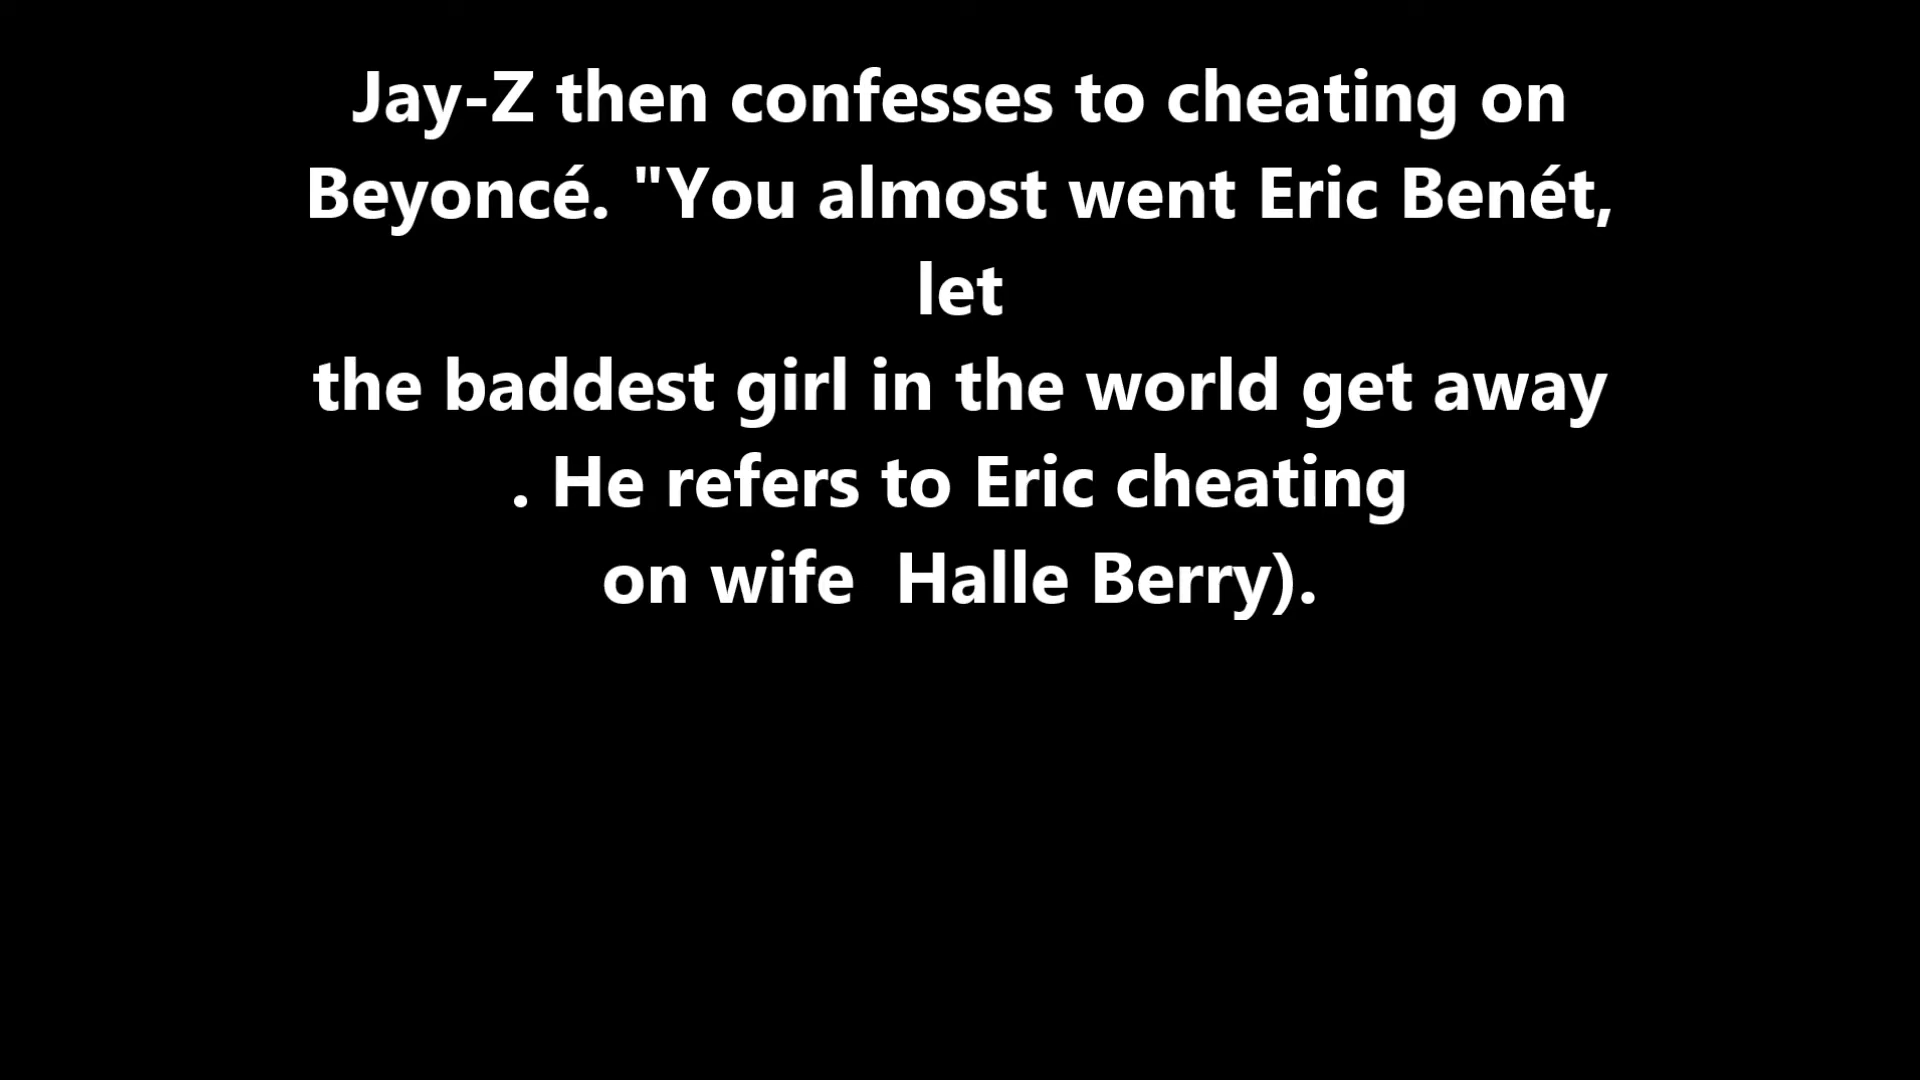 Jay-Z then confesses to cheating on
Beyoncé. "You almost went Eric Benét,
let
the baddest girl in the world get away
. He refers to Eric cheating
on wife  Halle Berry).